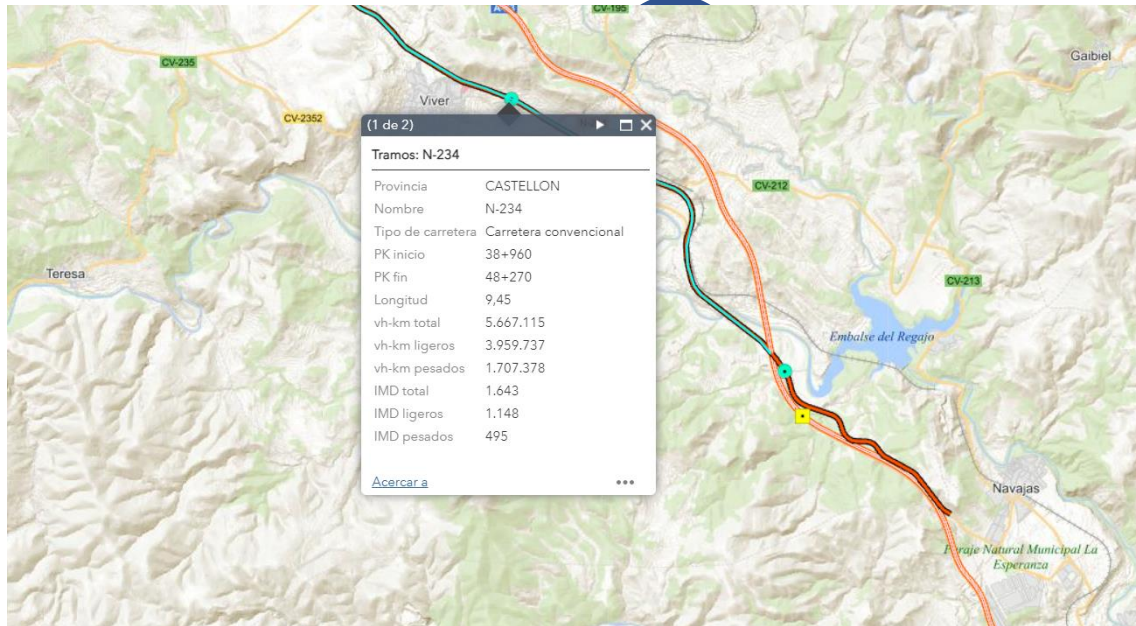 CV-195
Gaibiel
CV-235
Viver
CV-2352
(1 de 2)
Tramos: N-234
Provincia CASTELLON
Nombre N-234
Tipo de carretera Carretera convencional
PK inicio 38+960
PK fin 48+270
Longitud 9,45
vh-km total 5.667.115
vh-km ligeros 3.959.737
vh-km pesados 1.707.378
IMD total 1.643
IMD ligeros 1.148
IMD pesados 495
Acercar a
CV-212
Teresa
CV-213
Embalse del Regajo
Navajas
Natural Municipal La
Esperanza